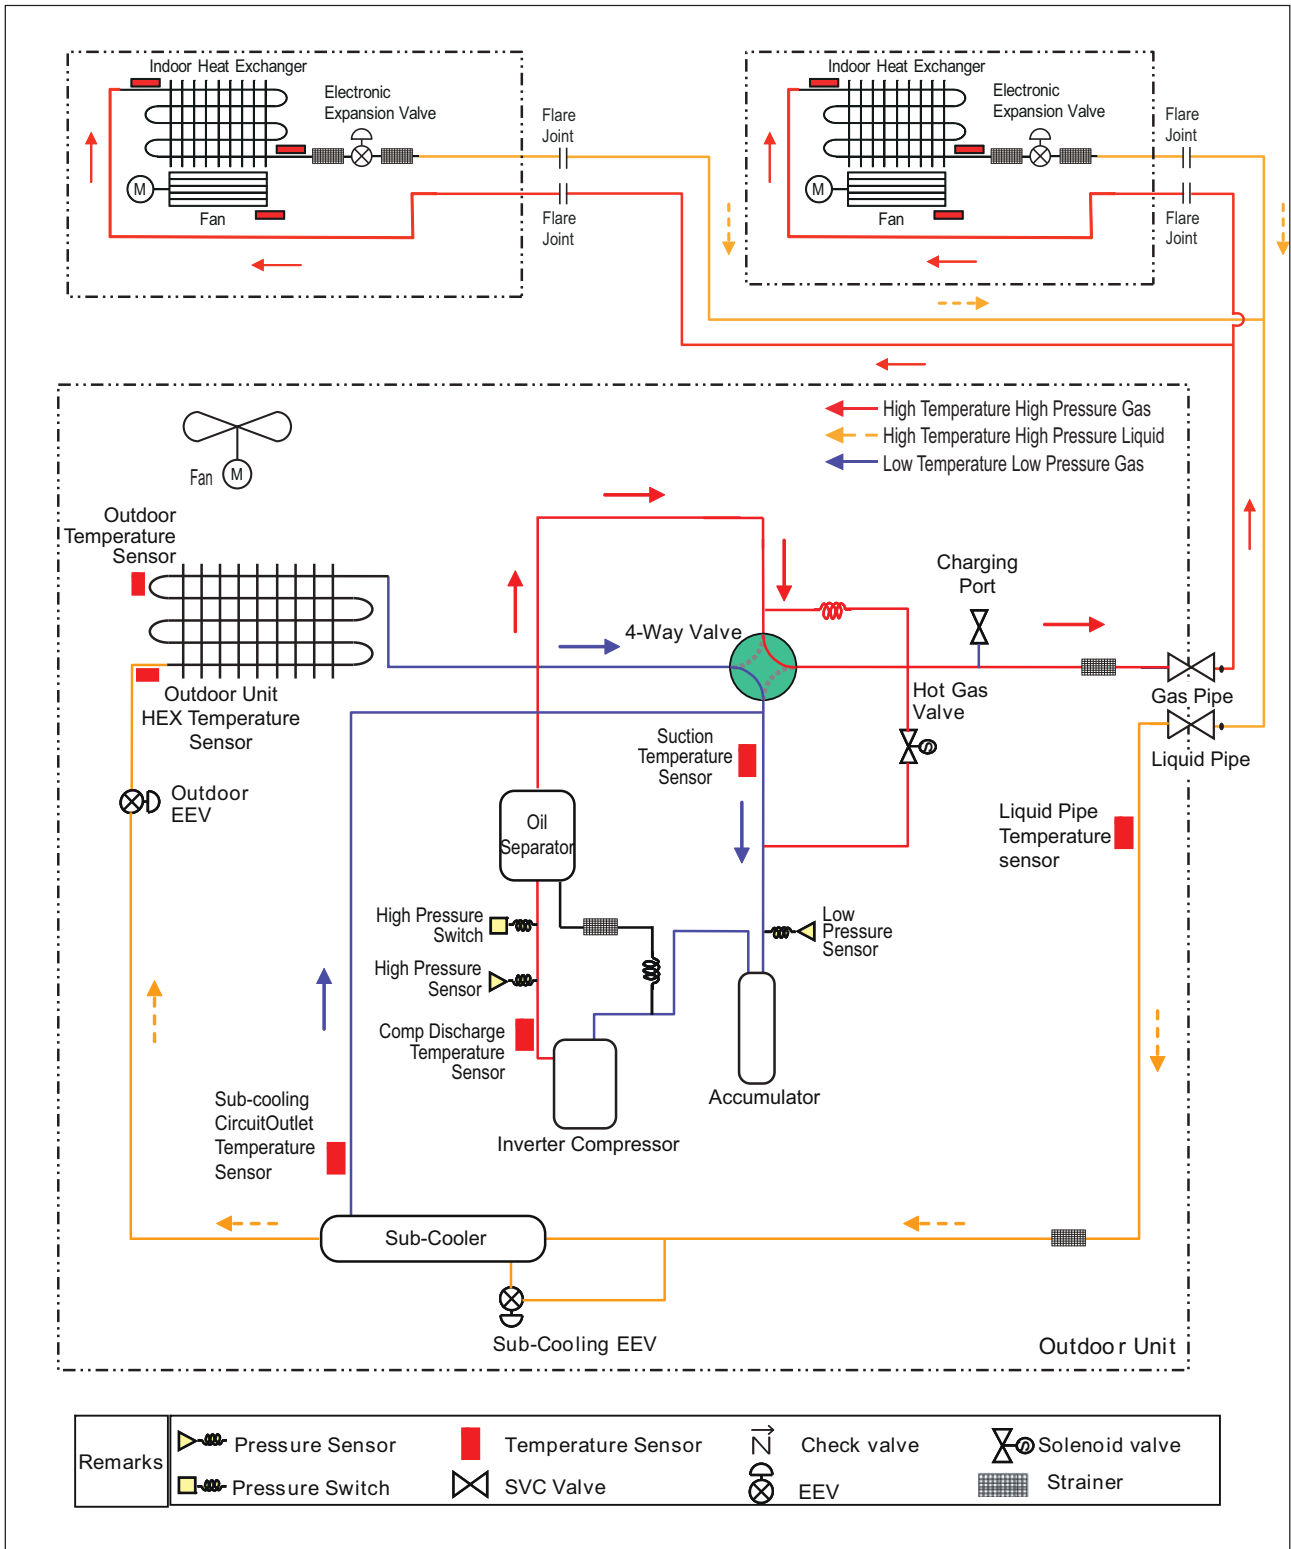 Indoor Heat Exchanger
Electronic
Expansion Valve
Flare
Joint
M
Fan
Flare
Joint
Indoor Heat Exchanger
Electronic
Expansion Valve
Flare
Joint
M
Fan
Flare
Joint
High Temperature High Pressure Gas
High Temperature High Pressure Liquid
Low Temperature Low Pressure Gas
Fan
M
Outdoor
Temperature
Sensor
4-Way Valve
Charging
Port
Outdoor Unit
HEX Temperature
Sensor
Hot Gas
Valve
S
Gas Pipe
Liquid Pipe
Suction
Temperature
Sensor
Outdoor
EEV
Oil
Separator
Liquid Pipe
Temperature
sensor
High Pressure
Switch
Low
Pressure
Sensor
High Pressure
Sensor
Comp Discharge
Temperature
Sensor
Accumulator
Inverter Compressor
Sub-cooling
CircuitOutlet
Temperature
Sensor
Sub-Cooler
Sub-Cooling EEV
Outdoor Unit
Remarks
Pressure Sensor
Temperature Sensor
Check valve
S
Solenoid valve
Pressure Switch
SVC Valve
EEV
Strainer